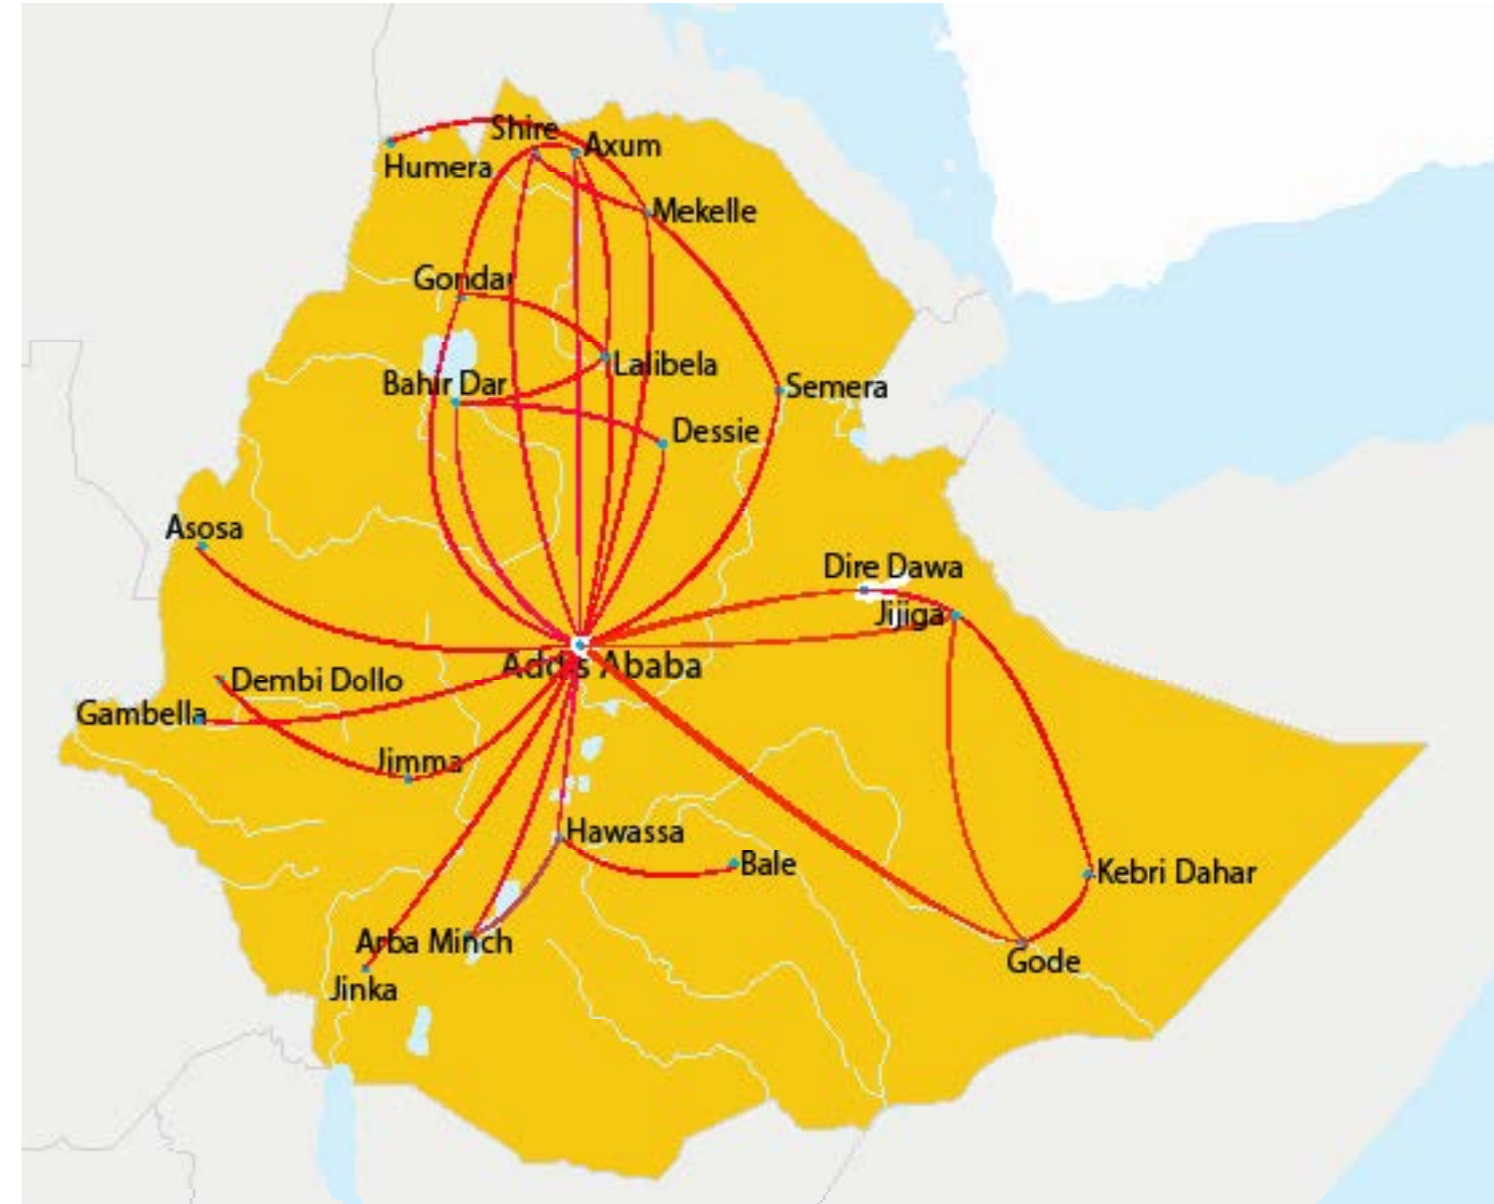 Shire
Axum
Humera
Mekelle
Gondar
Lalibela
Bahir Dar
Semera
Dessie
Asosa
Dire Dawa
Jijiga
Addis Ababa
Dembi Dollo
Gambella
Jimma
Hawassa
Bale
Kebri Dahar
Arba Minch
Gode
Jinka